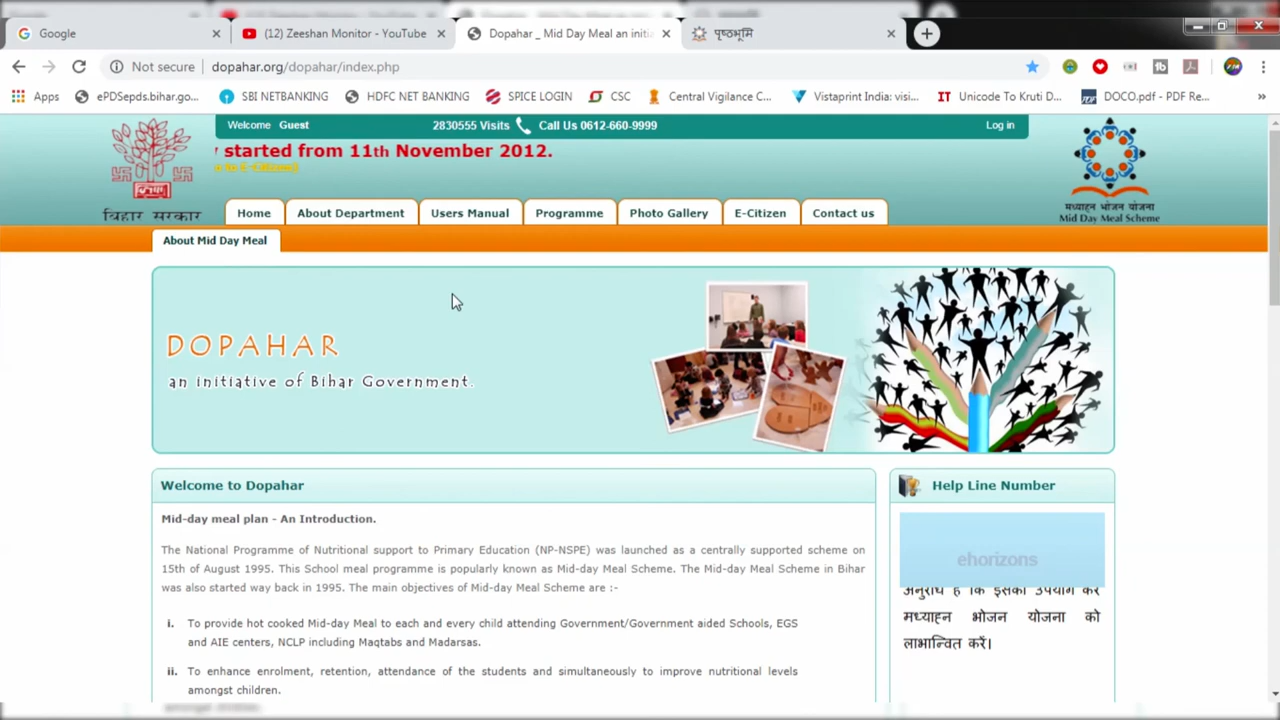 Google
(12) Zeeshan Monitor - YouTube
Dopahar _ Mid Day Meal an initia
पृष्ठभूमि
Not secure
dopahar.org/dopahar/index.php
Apps
ePDSepds.bihar.go...
SBI NETBANKING
HDFC NET BANKING
SPICE LOGIN
CSC
Central Vigilance C...
Vistaprint India: visi...
Unicode To Kruti D...
DOCO.pdf - PDF Re...
Welcome Guest
2830555 Visits
Call Us 0612-660-9999
Log in
started from 11th November 2012.
to E-Citizen)
बिहार सरकार
मध्याह्न भोजन योजना
Mid Day Meal Scheme
Home
About Department
Users Manual
Programme
Photo Gallery
E-Citizen
Contact us
About Mid Day Meal
DOPAHAR
an initiative of Bihar Government.
Welcome to Dopahar
Mid-day meal plan - An Introduction.
The National Programme of Nutritional support to Primary Education (NP-NSPE) was launched as a centrally supported scheme on
15th of August 1995. This School meal programme is popularly known as Mid-day Meal Scheme. The Mid-day Meal Scheme in Bihar
was also started way back in 1995. The main objectives of Mid-day Meal Scheme are :-
i. To provide hot cooked Mid-day Meal to each and every child attending Government/Government aided Schools, EGS
and AIE centers, NCLP including Maqtabs and Madarsas.
ii. To enhance enrolment, retention, attendance of the students and simultaneously to improve nutritional levels
amongst children.
Help Line Number
ehorizons
अनुरोध है कि इसका उपयोग कर
मध्याह्न भोजन योजना को
लाभान्वित करें।